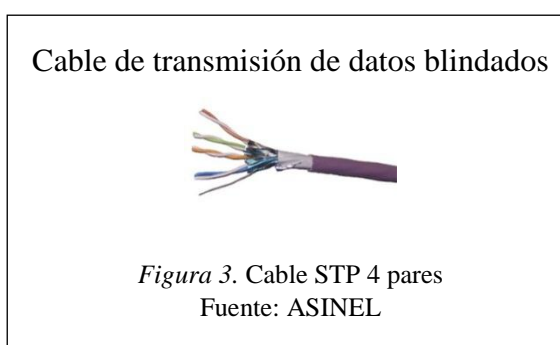 Cable de transmisión de datos blindados
Figura 3. Cable STP 4 pares
Fuente: ASINEL